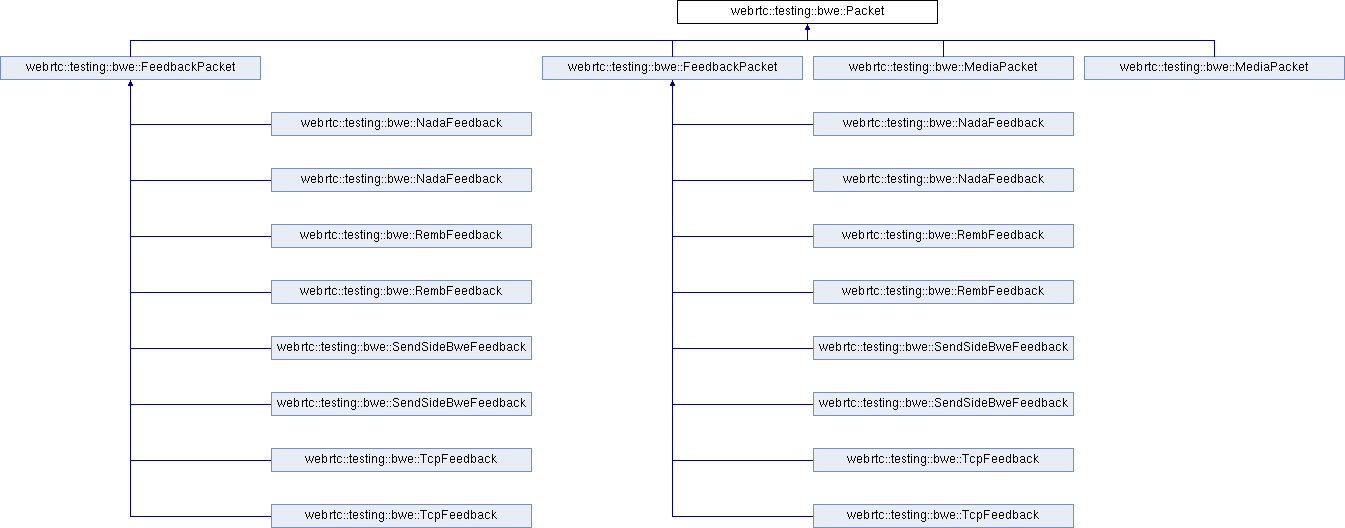 webrtc::testing::bwe::Packet
webrtc::testing::bwe::FeedbackPacket
webrtc::testing::bwe::FeedbackPacket
webrtc::testing::bwe::MediaPacket
webrtc::testing::bwe::MediaPacket
webrtc::testing::bwe::NadaFeedback
webrtc::testing::bwe::NadaFeedback
webrtc::testing::bwe::NadaFeedback
webrtc::testing::bwe::NadaFeedback
webrtc::testing::bwe::RembFeedback
webrtc::testing::bwe::RembFeedback
webrtc::testing::bwe::RembFeedback
webrtc::testing::bwe::RembFeedback
webrtc::testing::bwe::SendSideBweFeedback
webrtc::testing::bwe::SendSideBweFeedback
webrtc::testing::bwe::SendSideBweFeedback
webrtc::testing::bwe::SendSideBweFeedback
webrtc::testing::bwe::TcpFeedback
webrtc::testing::bwe::TcpFeedback
webrtc::testing::bwe::TcpFeedback
webrtc::testing::bwe::TcpFeedback